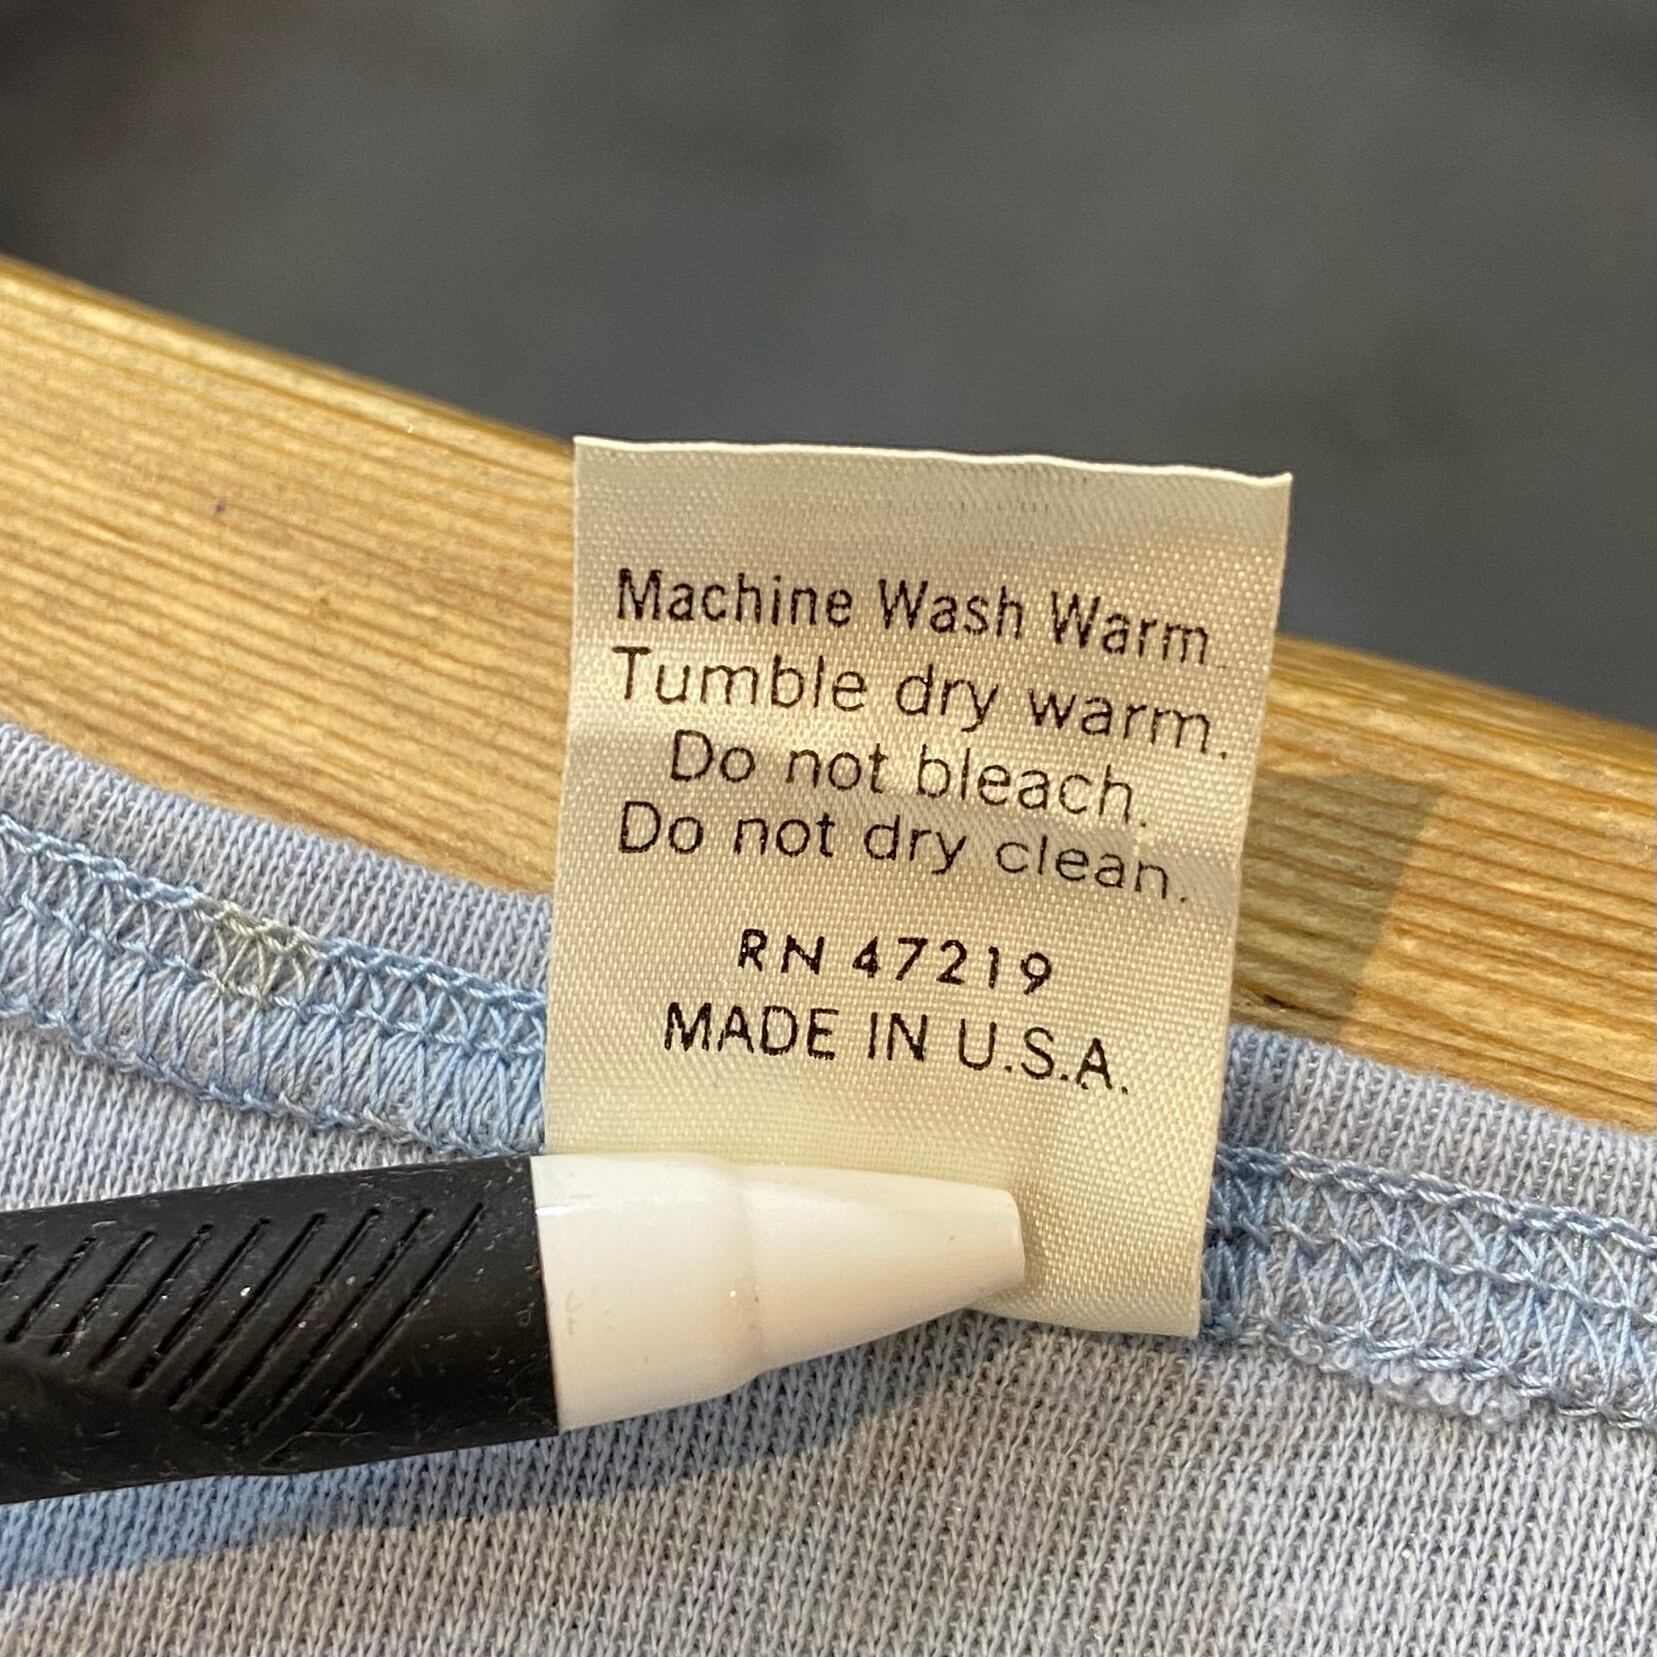 Machine Wash Warm
Tumble dry warm.
Do not bleach.
Do not dry clean.
RN 47219
MADE IN U.S.A.